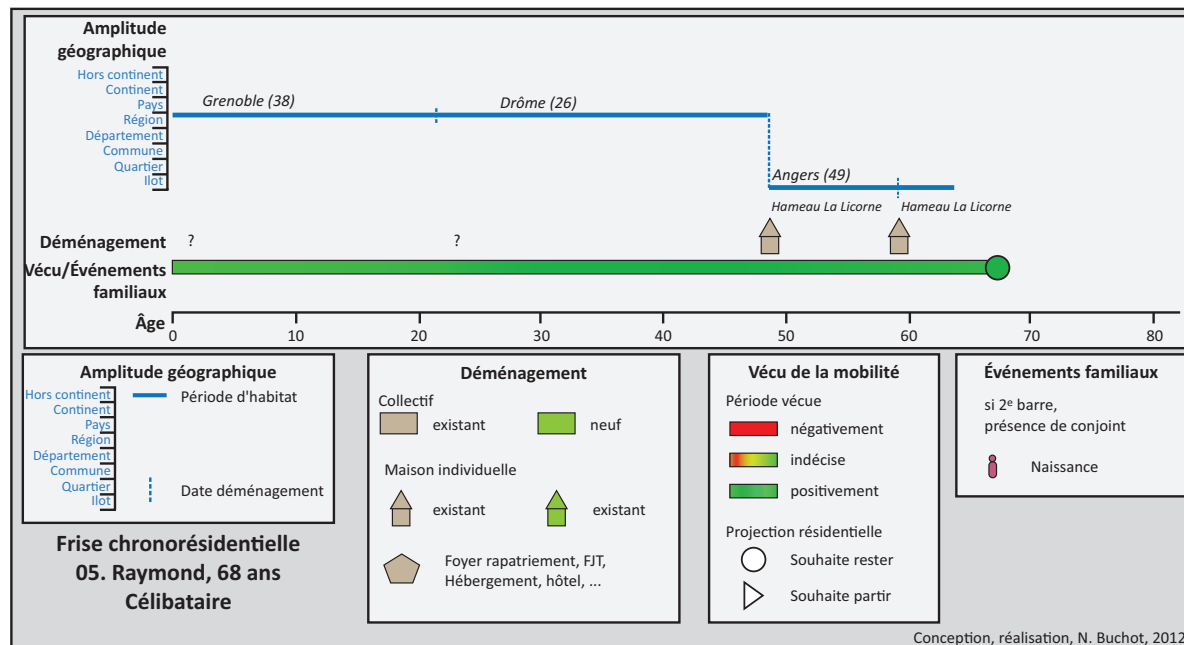 Amplitude
géographique
Hors continent
Continent
Pays
Région
Département
Commune
Quartier
Ilot
Grenoble (38)
Drôme (26)
Angers (49)
Hameau La Licorne
Hameau La Licorne
Déménagement
?
?
Vécu/Événements
familiaux
Âge
0
10
20
30
40
50
60
70
80
Amplitude géographique
Hors continent
Continent
Pays
Région
Département
Commune
Quartier
Ilot
Période d'habitat
Date déménagement
Frise chronorésidentielle
05. Raymond, 68 ans
Célibataire
Déménagement
Collectif
existant
neuf
Maison individuelle
existant
existant
Foyer rapatriement, FJT,
Hébergement, hôtel, ...
Vécu de la mobilité
Période vécue
négativement
indécise
positivement
Projection résidentielle
Souhaite rester
Souhaite partir
Événements familiaux
si 2e barre,
présence de conjoint
Naissance
Conception, réalisation, N. Buchot, 2012